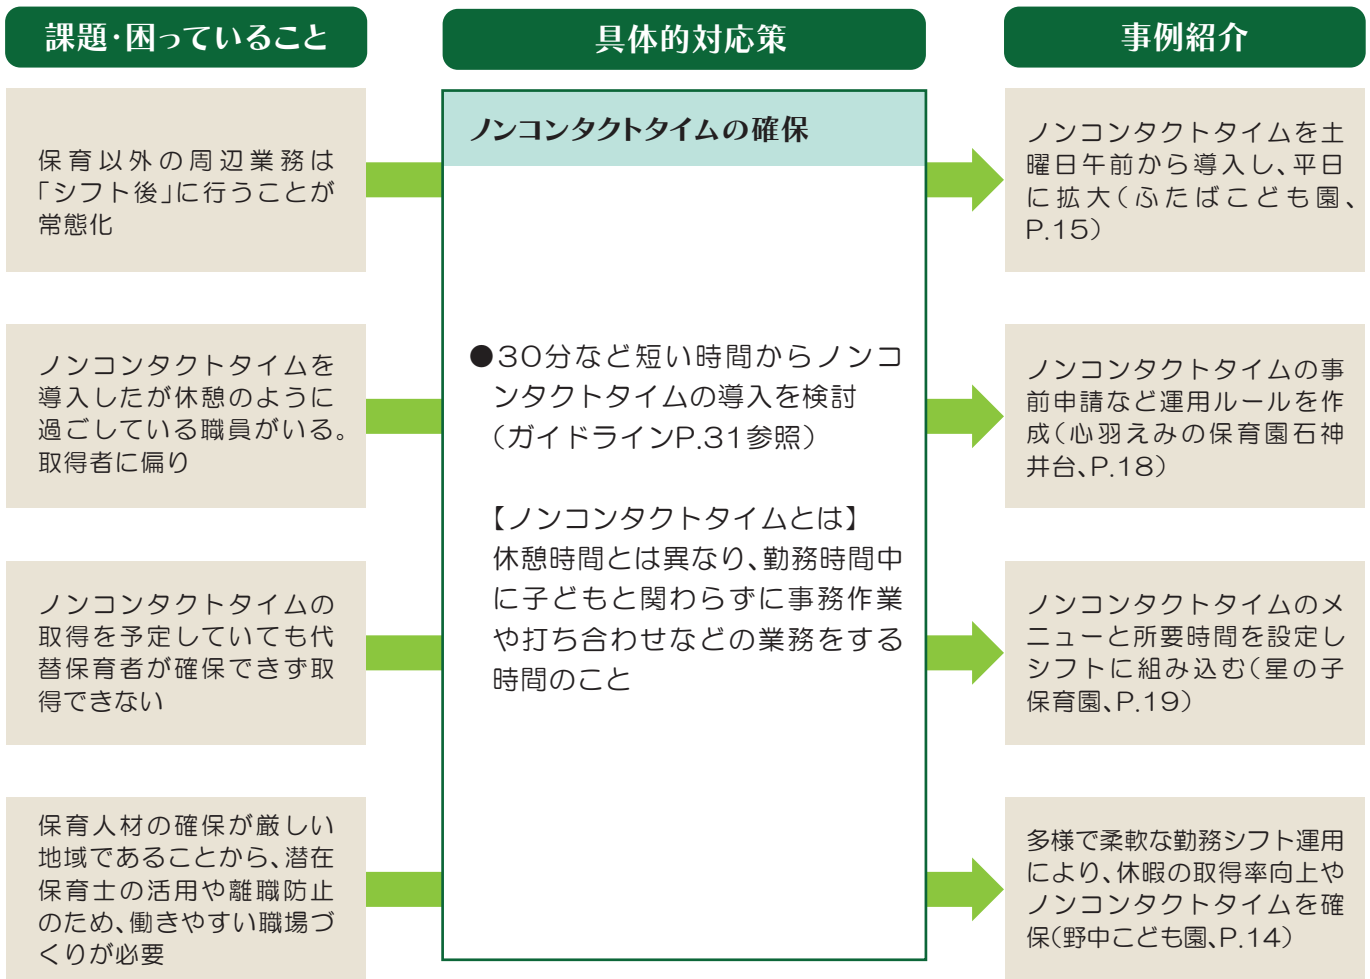 課題・困っていること
具体的対応策
事例紹介
保育以外の周辺業務は
「シフト後」に行うことが
常態化
ノンコンタクトタイムを
導入したが休憩のように
過ごしている職員がいる。
取得者に偏り
ノンコンタクトタイムの
取得を予定していても代
替保育者が確保できず取
得できない
保育人材の確保が厳しい
地域であることから、潜在
保育士の活用や離職防止
のため、働きやすい職場づ
くりが必要
ノンコンタクトタイムの確保
●30分など短い時間からノンコ
ンタクトタイムの導入を検討
(ガイドラインP.31参照)
【ノンコンタクトタイムとは】
休憩時間とは異なり、勤務時間中
に子どもと関わらずに事務作業
や打ち合わせなどの業務をする
時間のこと
ノンコンタクトタイムを土
曜日午前から導入し、平日
に拡大(ふたばこども園、
P.15)
ノンコンタクトタイムの事
前申請など運用ルールを作
成(心羽えみの保育園石神
井台、P.18)
ノンコンタクトタイムのメ
ニューと所要時間を設定し
シフトに組み込む(星の子
保育園、P.19)
多様で柔軟な勤務シフト運用
により、休暇の取得率向上や
ノンコンタクトタイムを確
保(野中こども園、P.14)